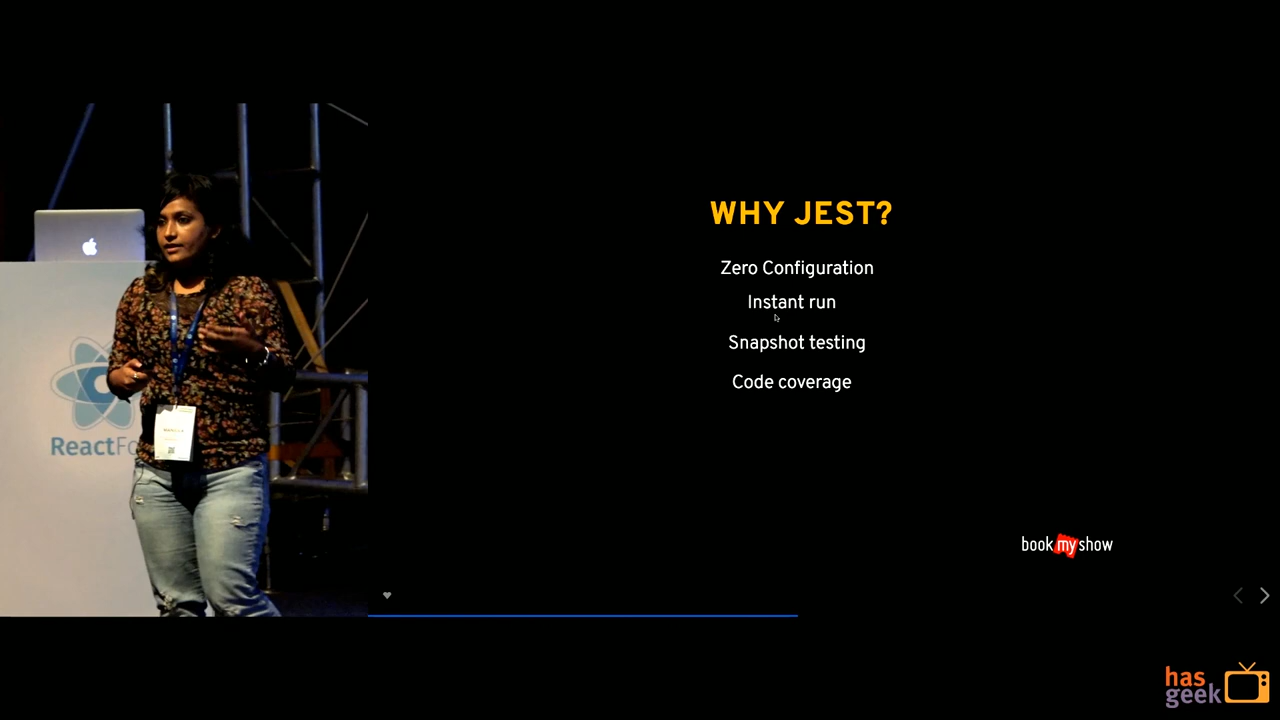 WHY JEST?
Zero Configuration
Instant run
Snapshot testing
Code coverage
ReactFo
bookmyshow
has
geek